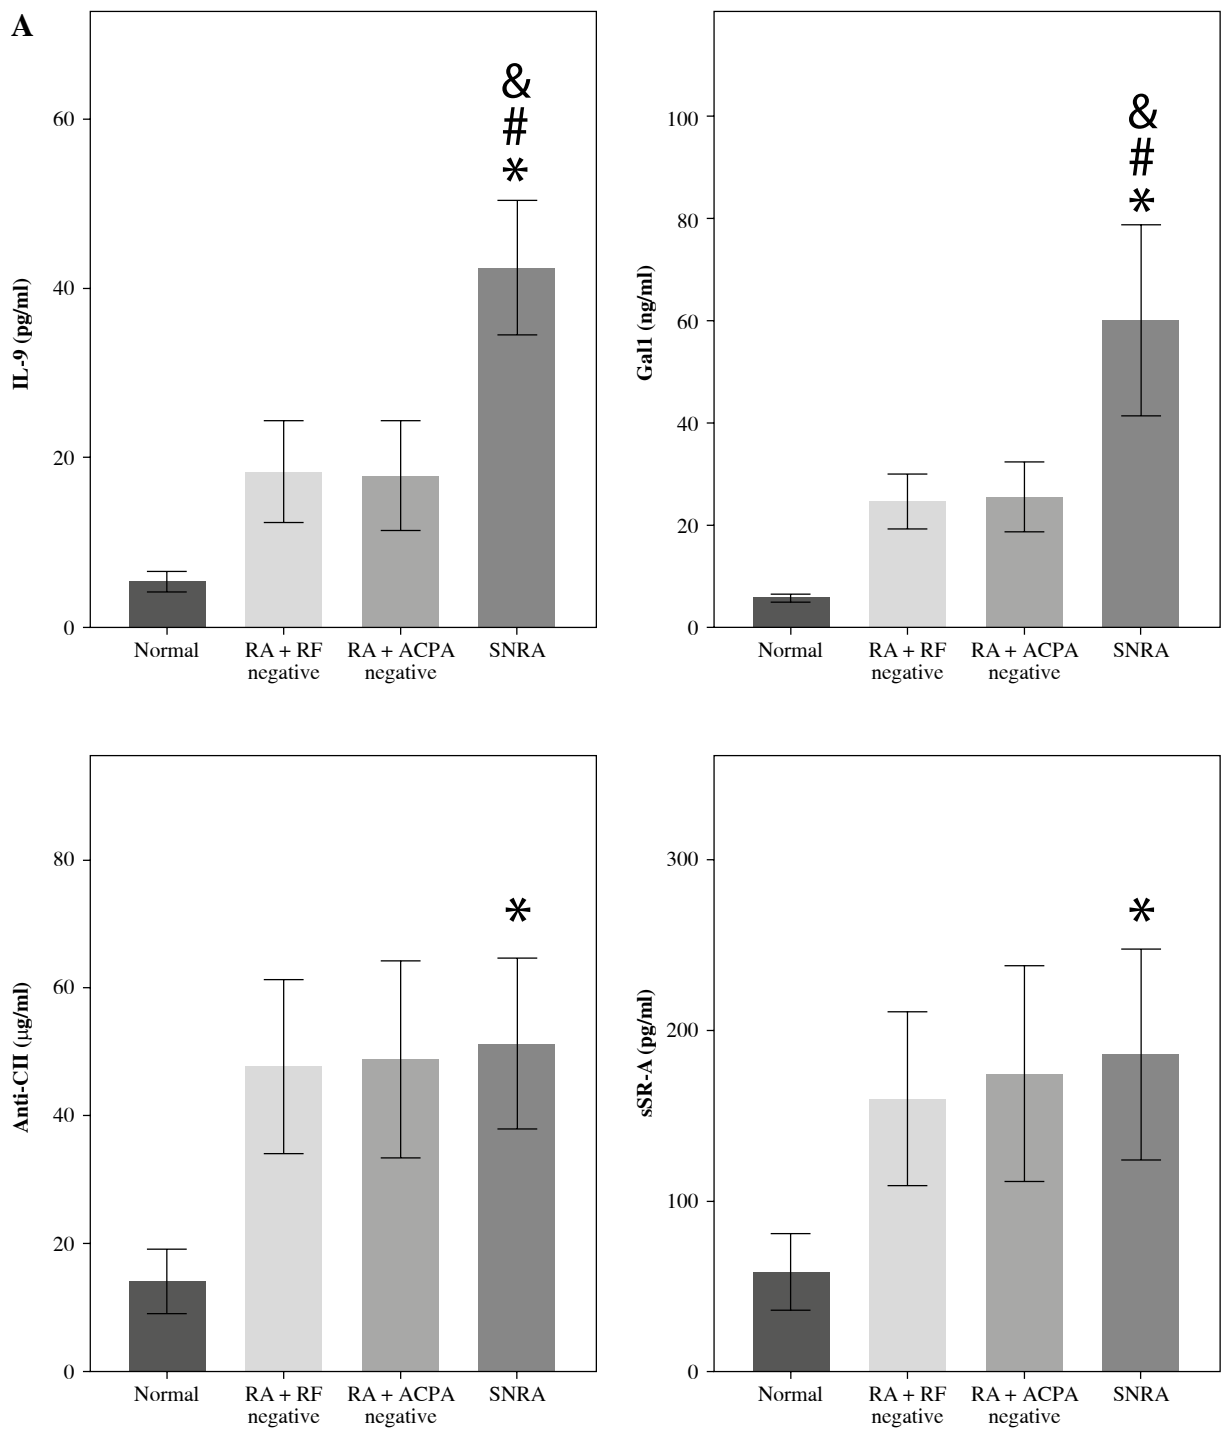 A
IL-9 (pg/ml)
60
40
20
0
&
#
*
Normal
RA + RF
negative
RA + ACPA
negative
SNRA
Gal1 (ng/ml)
100
80
60
40
20
0
&
#
*
Normal
RA + RF
negative
RA + ACPA
negative
SNRA
Anti-CII (μg/ml)
80
60
40
20
0
*
Normal
RA + RF
negative
RA + ACPA
negative
SNRA
sSR-A (pg/ml)
300
200
100
0
*
Normal
RA + RF
negative
RA + ACPA
negative
SNRA